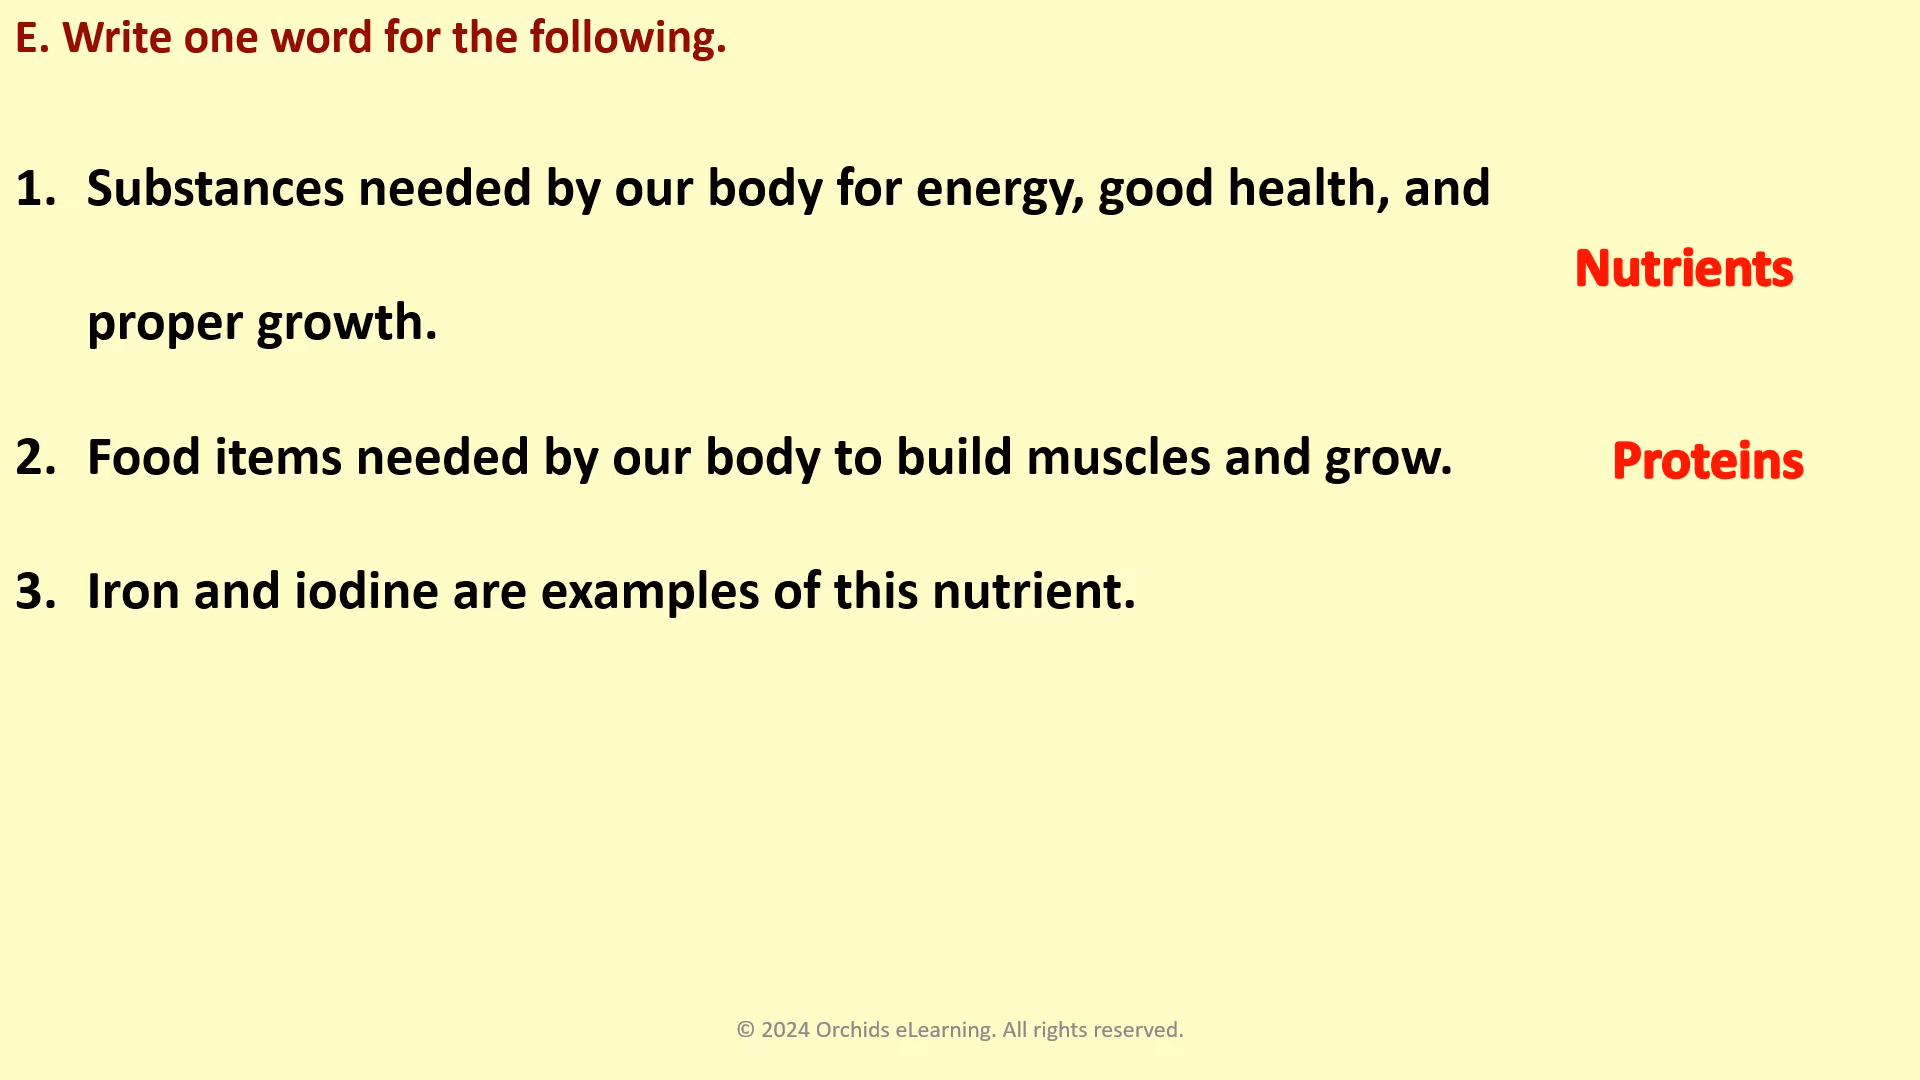 E. Write one word for the following.
1. Substances needed by our body for energy, good health, and
Nutrients
proper growth.
2. Food items needed by our body to build muscles and grow. Proteins
3. Iron and iodine are examples of this nutrient.
© 2024 Orchids eLearning. All rights reserved.